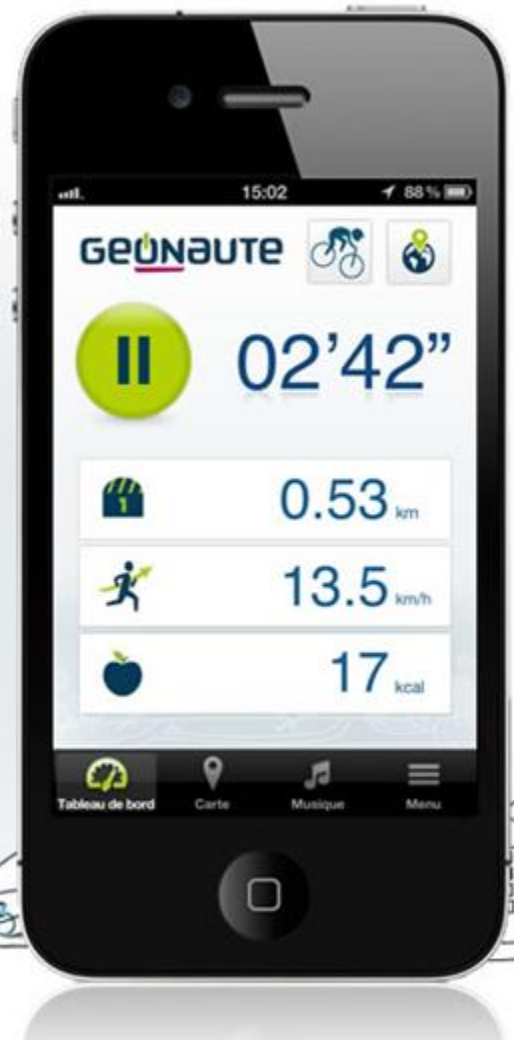 15:02 88%
GEONAUTE
02'42”
1
0.53 km
13.5 km/h
17 kcal
Tableau de bord Carte Musique Menu